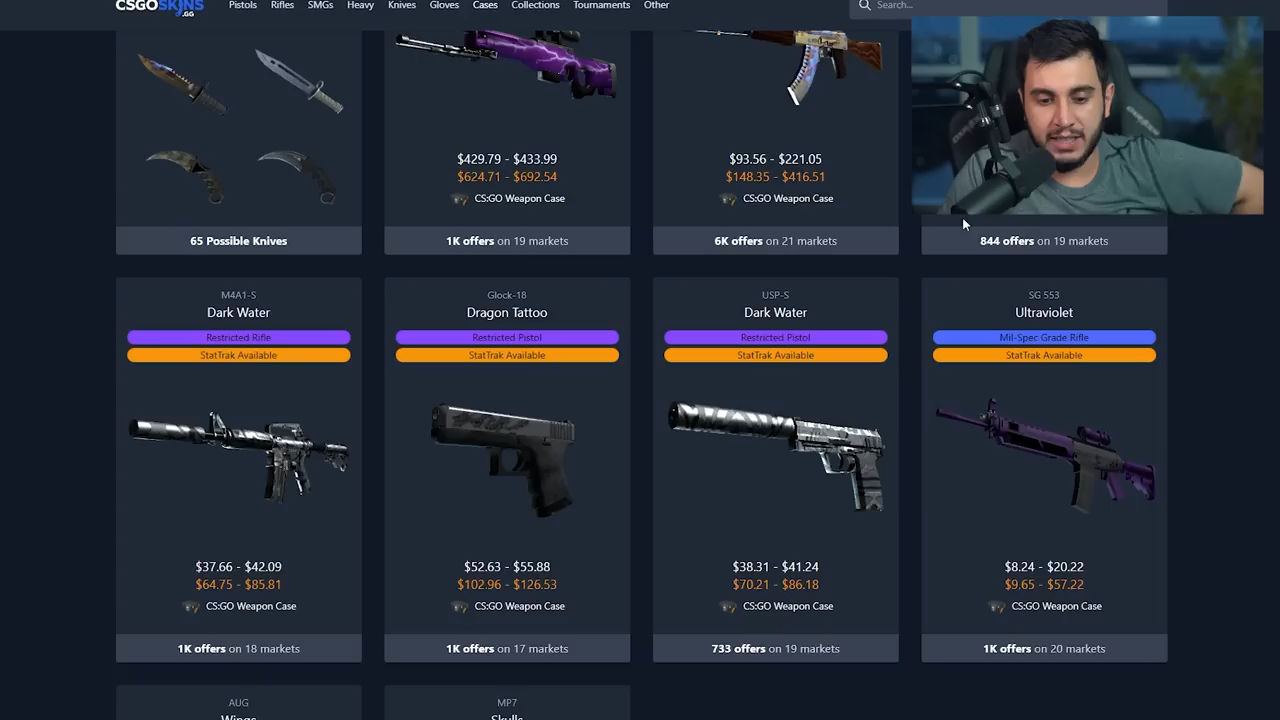 CSGOSKINS
.GG
Pistols Rifles SMGs Heavy Knives Gloves Cases Collections Tournaments Other
Search...
65 Possible Knives
$429.79 - $433.99
$624.71 - $692.54
CS:GO Weapon Case
1K offers on 19 markets
$93.56 - $221.05
$148.35 - $416.51
CS:GO Weapon Case
6K offers on 21 markets
844 offers on 19 markets
M4A1-S
Dark Water
Restricted Rifle
StatTrak Available
$37.66 - $42.09
$64.75 - $85.81
CS:GO Weapon Case
1K offers on 18 markets
Glock-18
Dragon Tattoo
Restricted Pistol
StatTrak Available
$52.63 - $55.88
$102.96 - $126.53
CS:GO Weapon Case
1K offers on 17 markets
USP-S
Dark Water
Restricted Pistol
StatTrak Available
$38.31 - $41.24
$70.21 - $86.18
CS:GO Weapon Case
733 offers on 19 markets
SG 553
Ultraviolet
Mil-Spec Grade Rifle
StatTrak Available
$8.24 - $20.22
$9.65 - $57.22
CS:GO Weapon Case
1K offers on 20 markets
AUG
Wings
MP7
Skulls